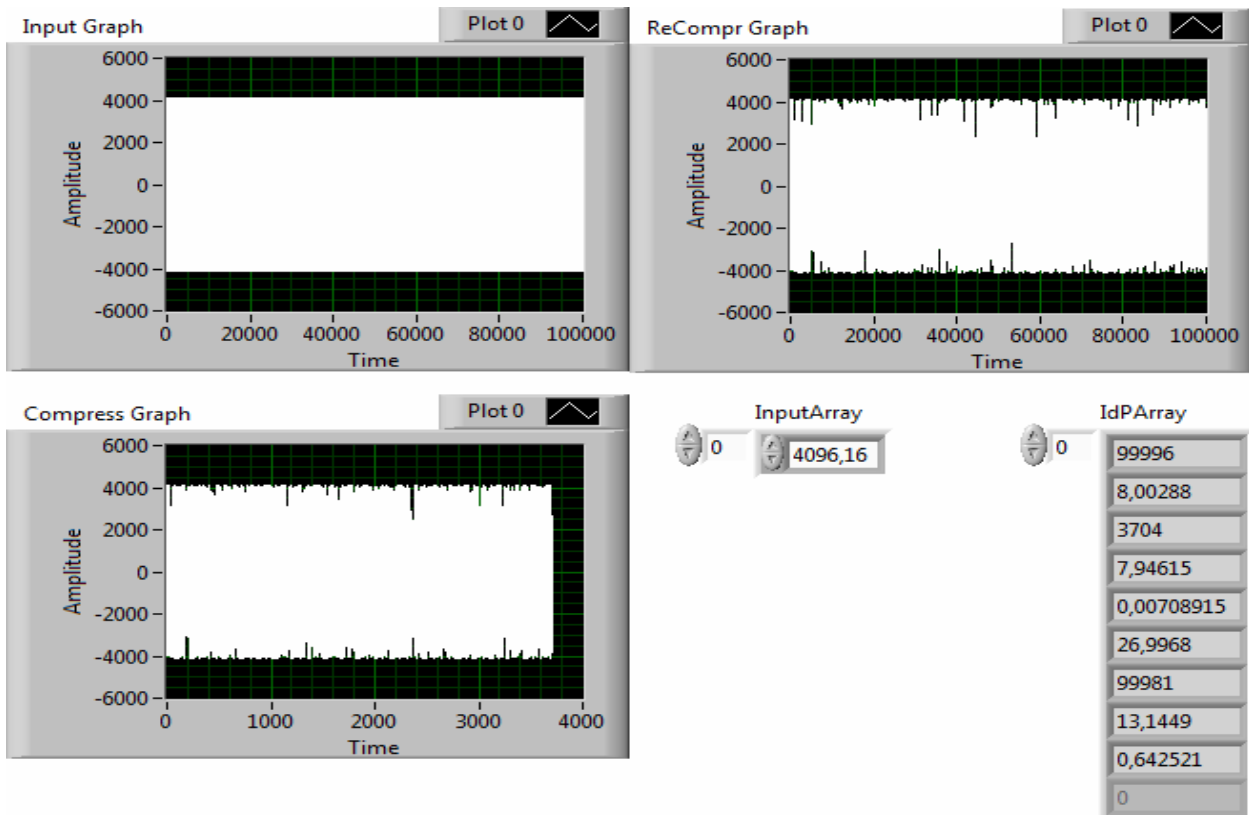 Input Graph
Plot 0
6000
4000
2000
0
-2000
-4000
-6000
Amplitude
0 20000 40000 60000 80000 100000
Time
ReCompr Graph
Plot 0
6000
4000
2000
0
-2000
-4000
-6000
Amplitude
0 20000 40000 60000 80000 100000
Time
Compress Graph
Plot 0
6000
4000
2000
0
-2000
-4000
-6000
Amplitude
0 1000 2000 3000 4000
Time
InputArray
0 4096,16
IdPArray
0 99996
8,00288
3704
7,94615
0,00708915
26,9968
99981
13,1449
0,642521
0